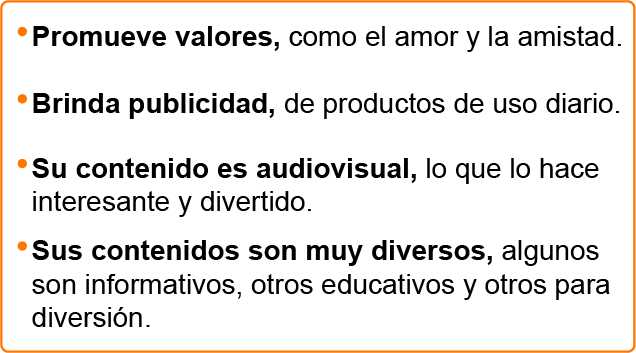 • Promueve valores, como el amor y la amistad.
• Brinda publicidad, de productos de uso diario.
• Su contenido es audiovisual, lo que lo hace
interesante y divertido.
• Sus contenidos son muy diversos, algunos
son informativos, otros educativos y otros para
diversión.